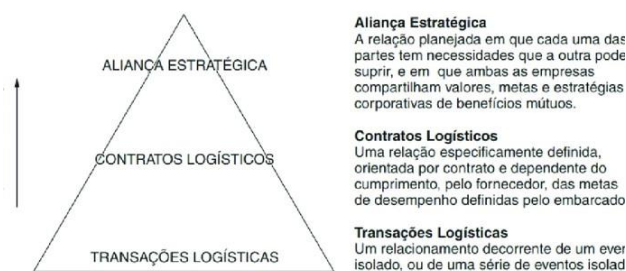 ALIANÇA ESTRATÉGICA
CONTRATOS LOGÍSTICOS
TRANSAÇÕES LOGÍSTICAS
Aliança Estratégica
A relação planejada em que cada uma das
partes tem necessidades que a outra pode
suprir, e em que ambas as empresas
compartilham valores, metas e estratégias
corporativas de benefícios mútuos.
Contratos Logísticos
Uma relação especificamente definida,
orientada por contrato e dependente do
cumprimento, pelo fornecedor, das metas
de desempenho definidas pelo
Transações Logísticas
Um relacionamento decorrente de um
isolado, ou de uma série de eventos